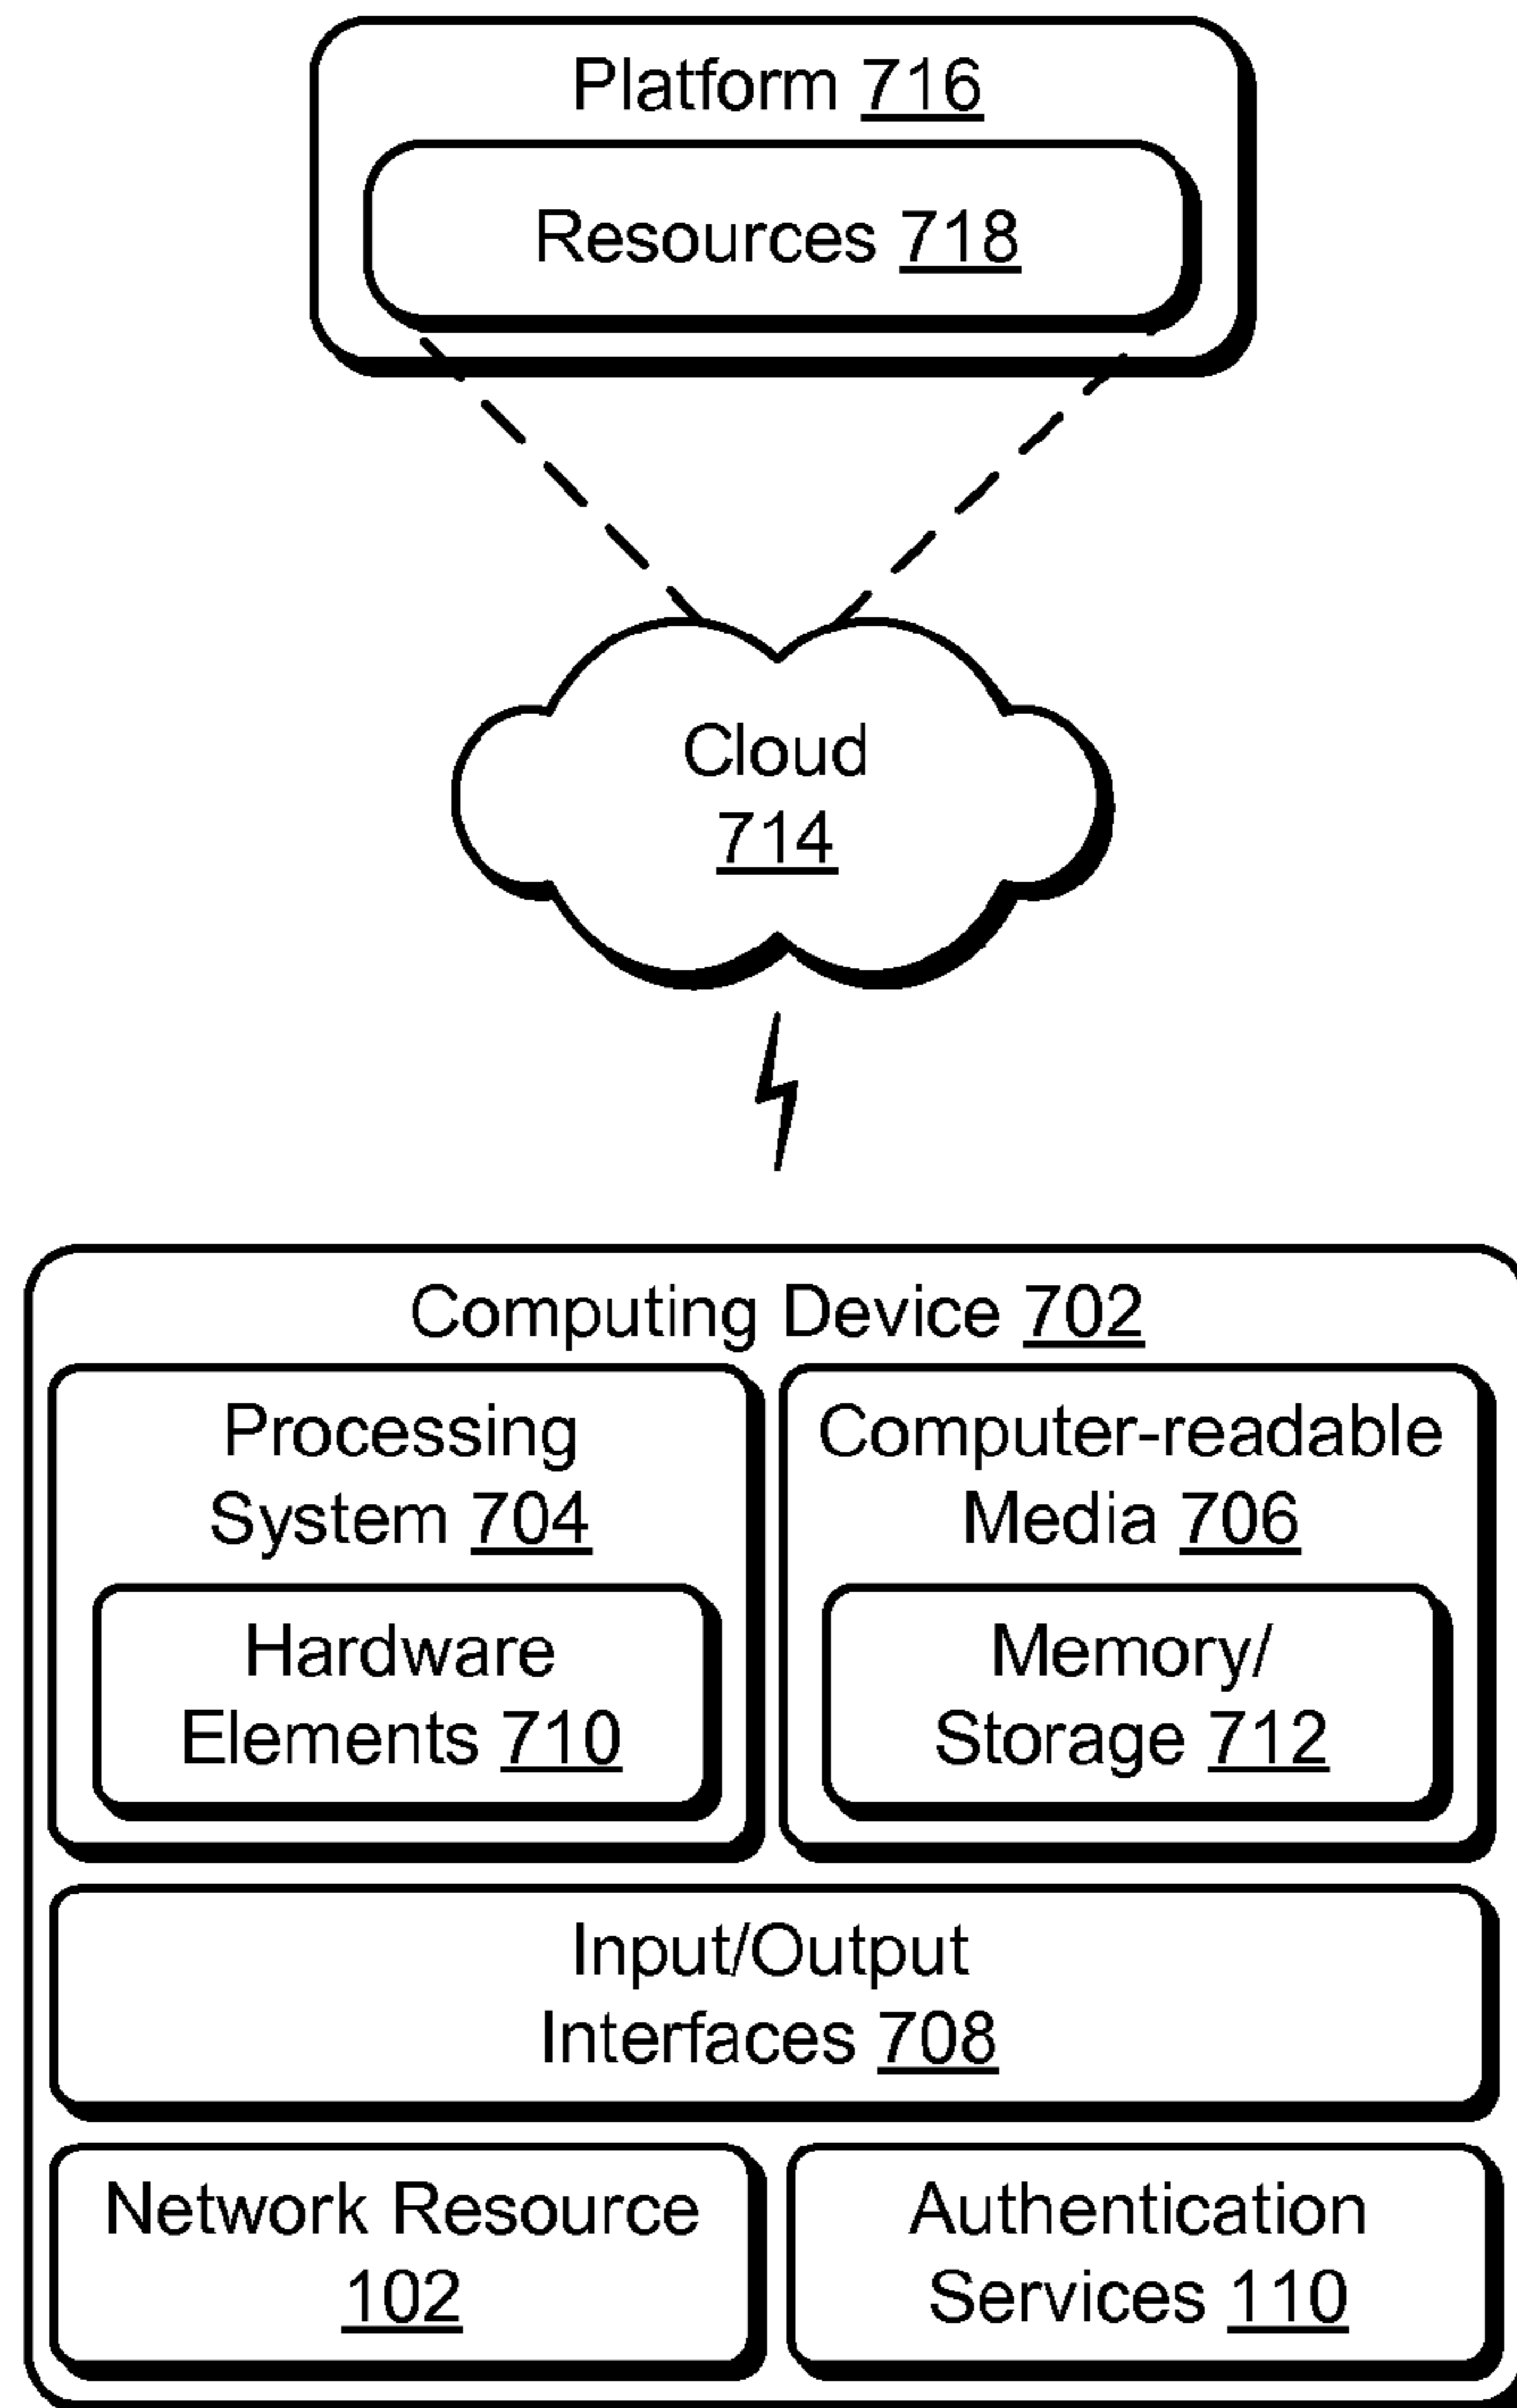 Platform 716
Resources 718
Cloud
714
Computing Device 702
Processing
System 704
Hardware
Elements 710
Computer-readable
Media 706
Memory/
Storage 712
Input/Output
Interfaces 708
Network Resource
102
Authentication
Services 110